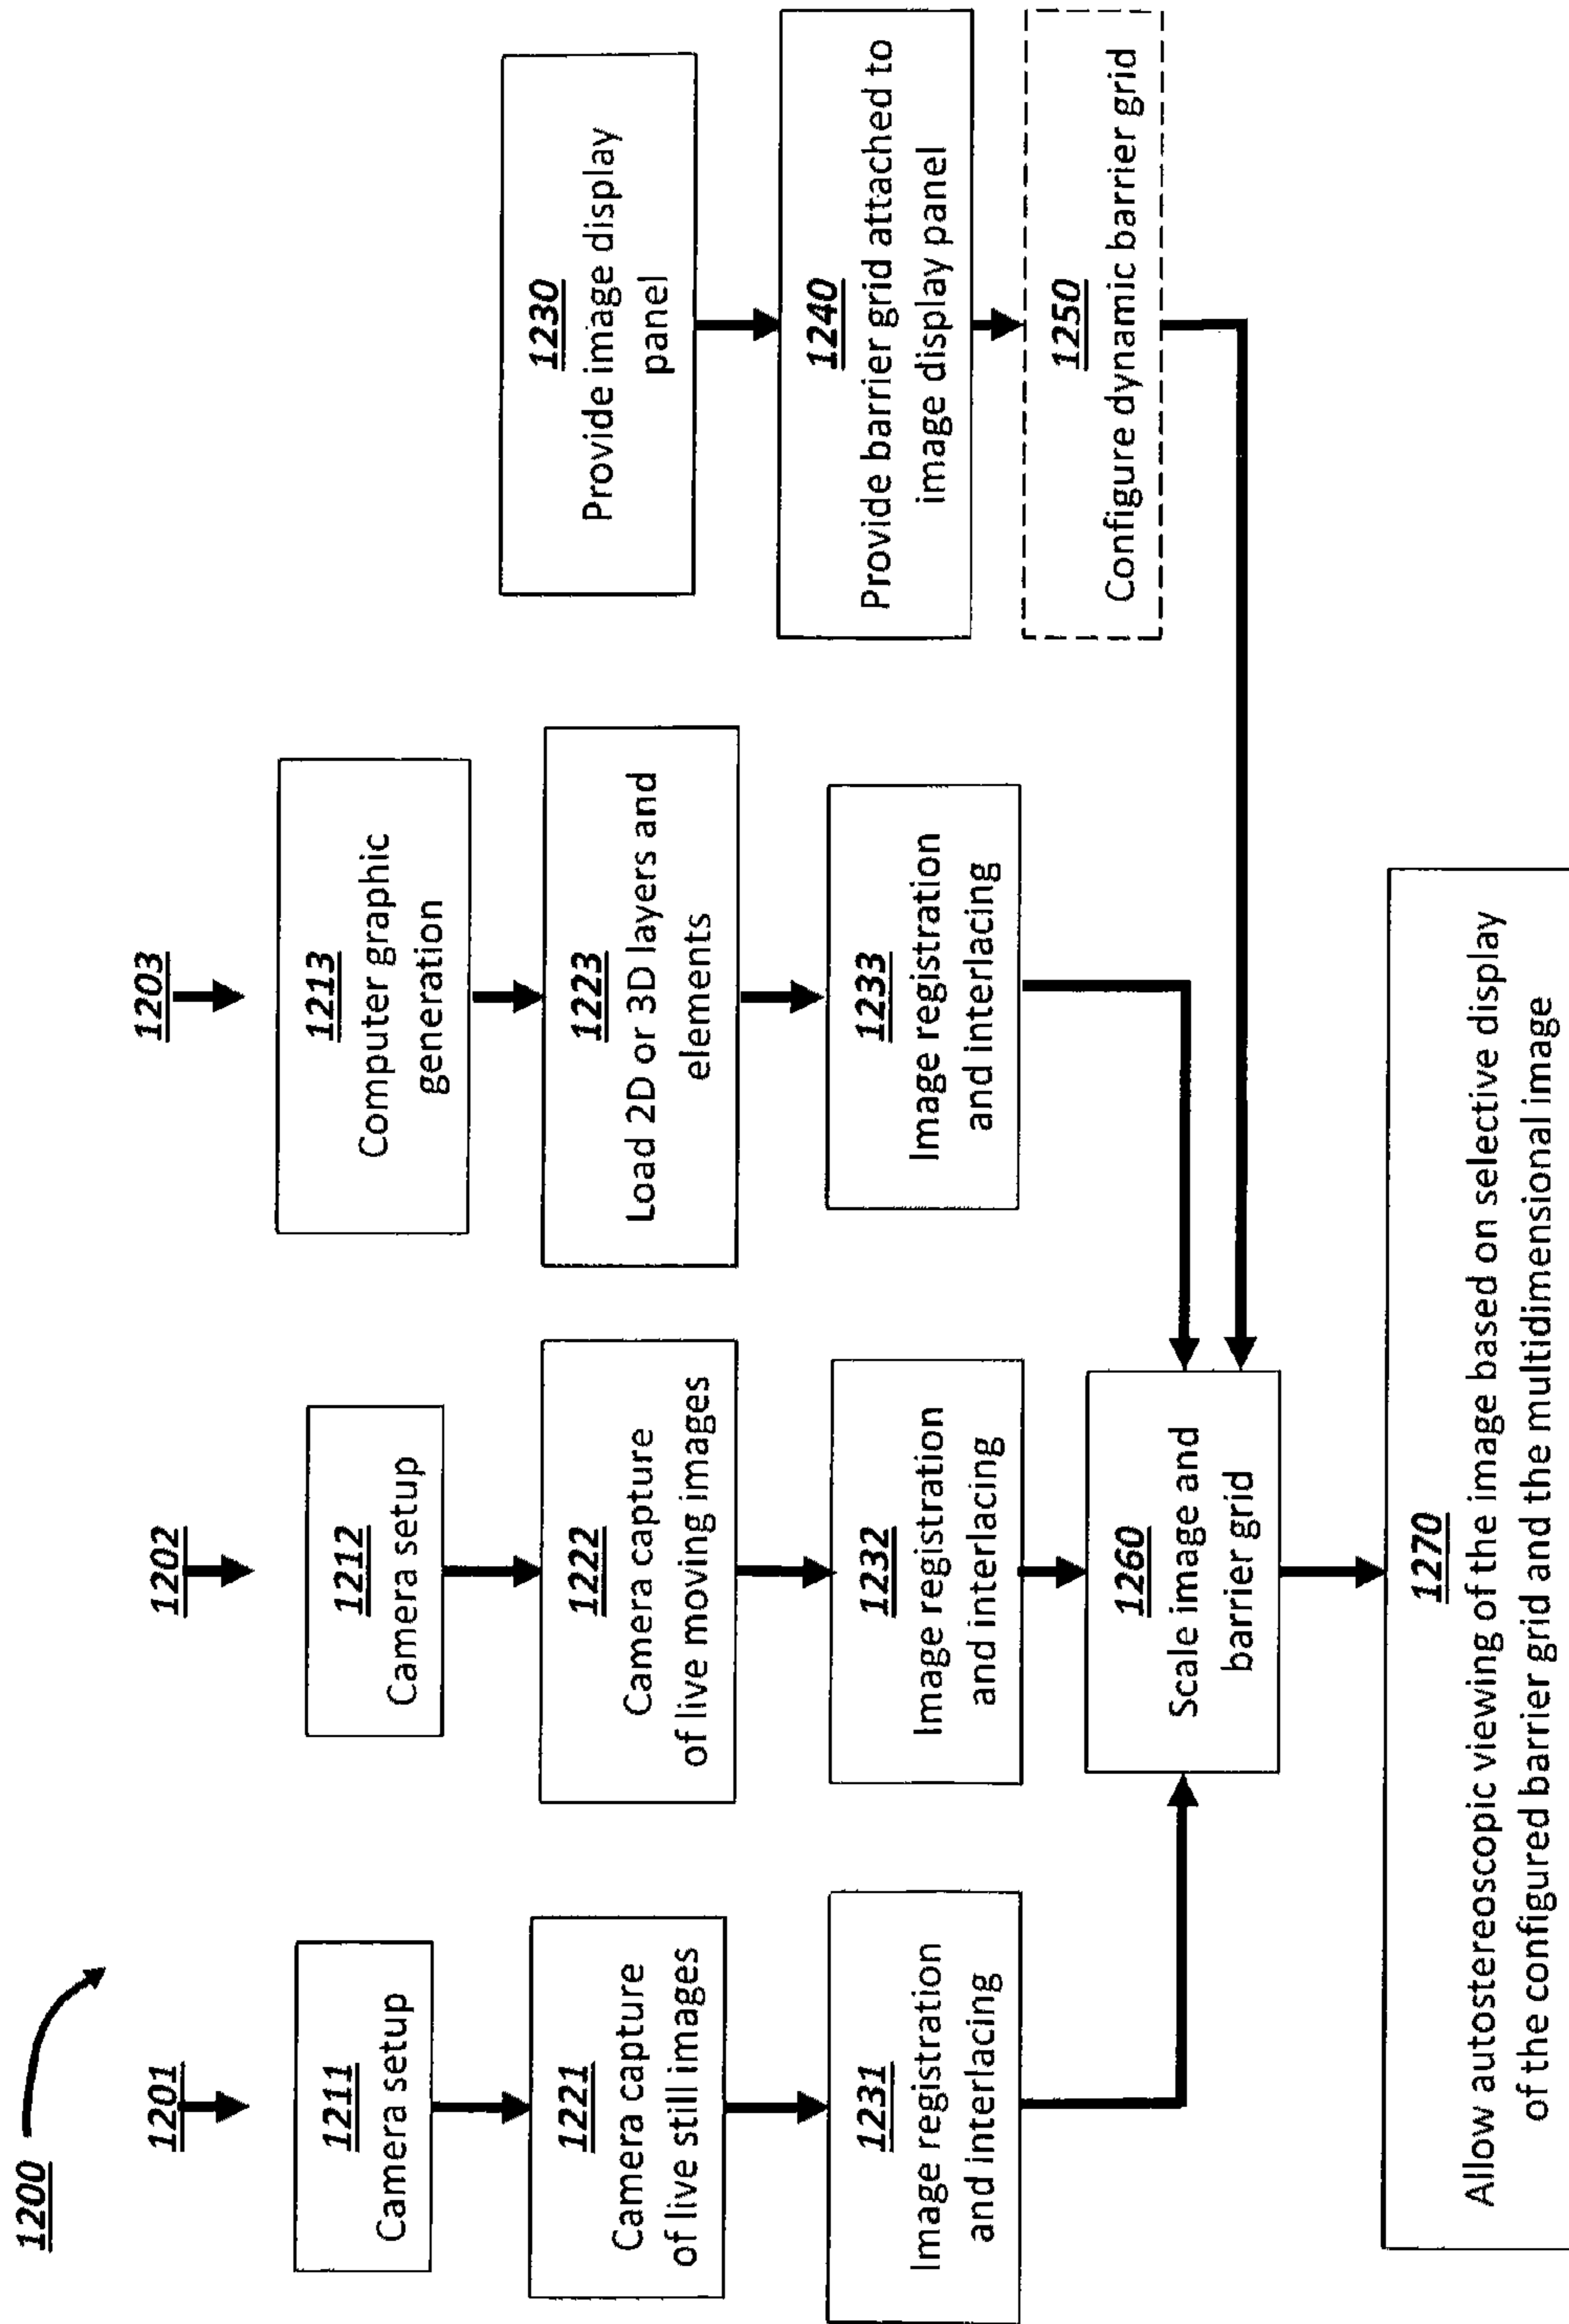 1200
1201
1211
Camera setup
1221
Camera capture
of live still images
1231
Image registration
and interlacing
1202
1212
Camera setup
1222
Camera capture
of live moving images
1232
Image registration
and interlacing
1203
1213
Computer graphic
generation
1223
Load 2D or 3D layers and
elements
1233
Image registration
and interlacing
1230
Provide image display
panel
1240
Provide barrier grid attached to
image display panel
1250
Configure dynamic barrier grid
1260
Scale image and
barrier grid
1270
Allow autostereoscopic viewing of the image based on selective display
of the configured barrier grid and the multidimensional image